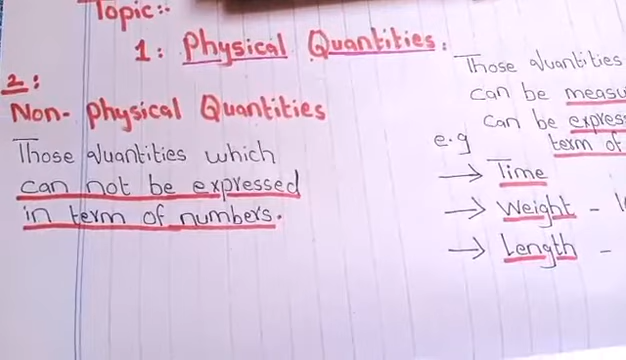 Topic:-
1: Physical Quantities.
Those Quantities
can be
can be
term of
e.g
→ Time
→ Weight -
→ Length -
2:
Non-physical Quantities
Those Quantities which
can not be expressed
in term of numbers.